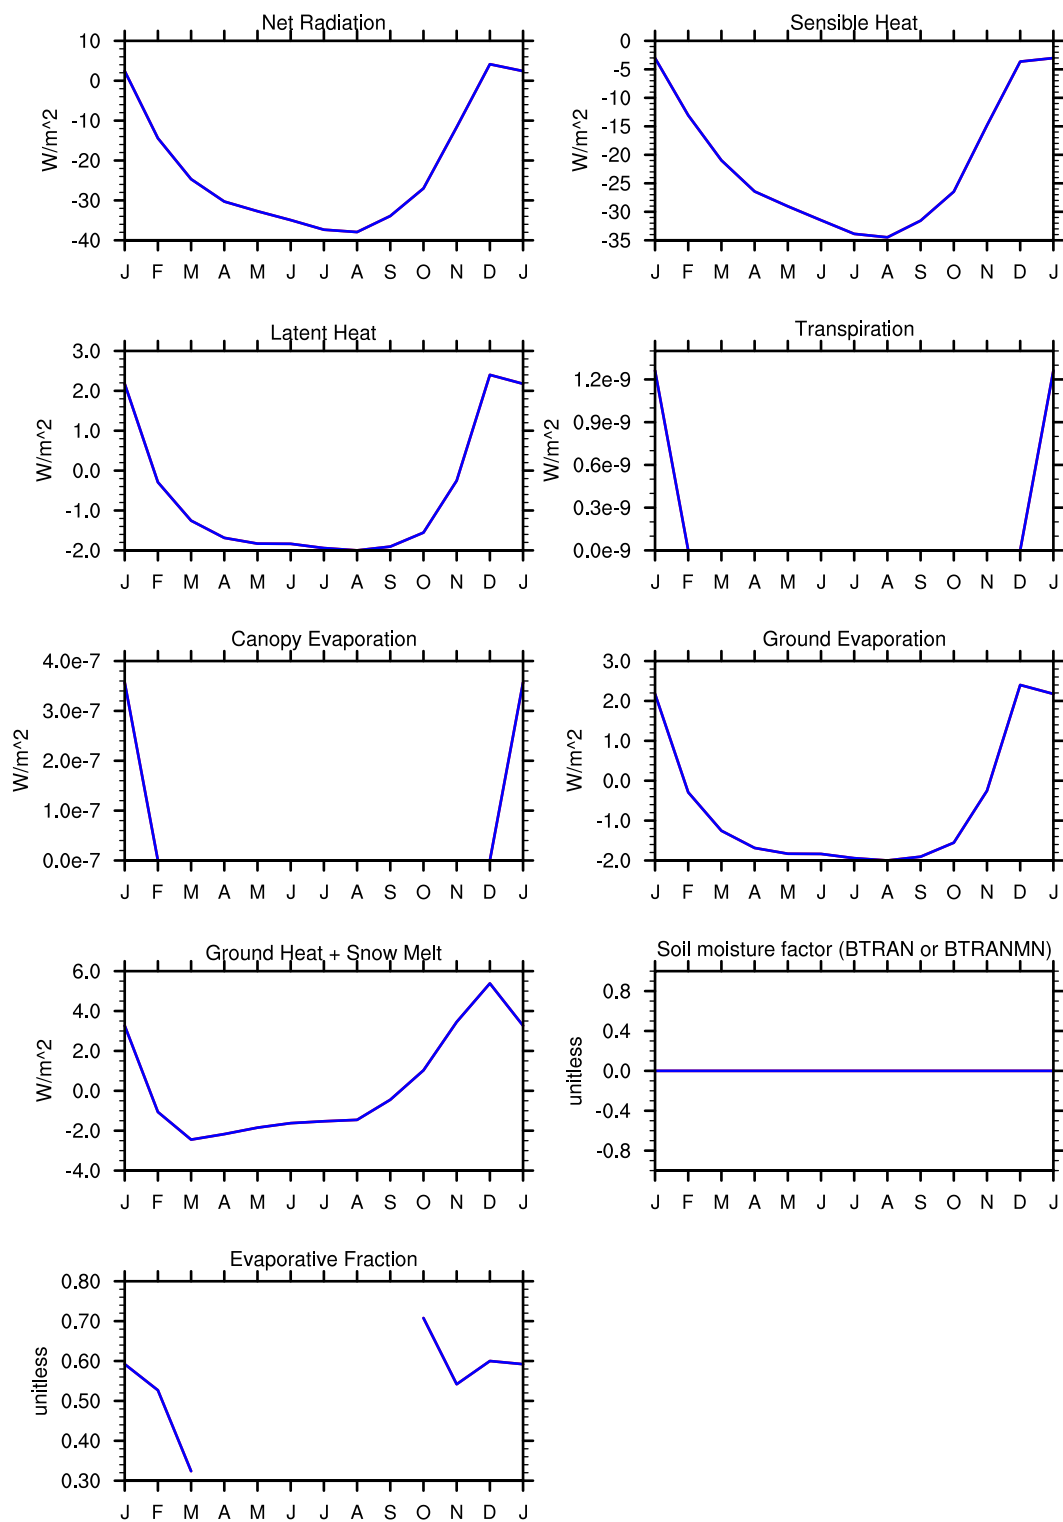 Net Radiation
10
0
-10
-20
-30
-40
W/m^2
J F M A M J J A S O N D J
Sensible Heat
0
-5
-10
-15
-20
-25
-30
-35
W/m^2
J F M A M J J A S O N D J
Latent Heat
3.0
2.0
1.0
0.0
-1.0
-2.0
W/m^2
J F M A M J J A S O N D J
Transpiration
1.2e-9
0.9e-9
0.6e-9
0.3e-9
0.0e-9
W/m^2
J F M A M J J A S O N D J
Canopy Evaporation
4.0e-7
3.0e-7
2.0e-7
1.0e-7
0.0e-7
W/m^2
J F M A M J J A S O N D J
Ground Evaporation
3.0
2.0
1.0
0.0
-1.0
-2.0
W/m^2
J F M A M J J A S O N D J
Ground Heat + Snow Melt
6.0
4.0
2.0
0.0
-2.0
-4.0
W/m^2
J F M A M J J A S O N D J
Soil moisture factor (BTRAN or BTRANMN)
0.8
0.4
0.0
-0.4
-0.8
unitless
J F M A M J J A S O N D J
Evaporative Fraction
0.80
0.70
0.60
0.50
0.40
0.30
unitless
J F M A M J J A S O N D J